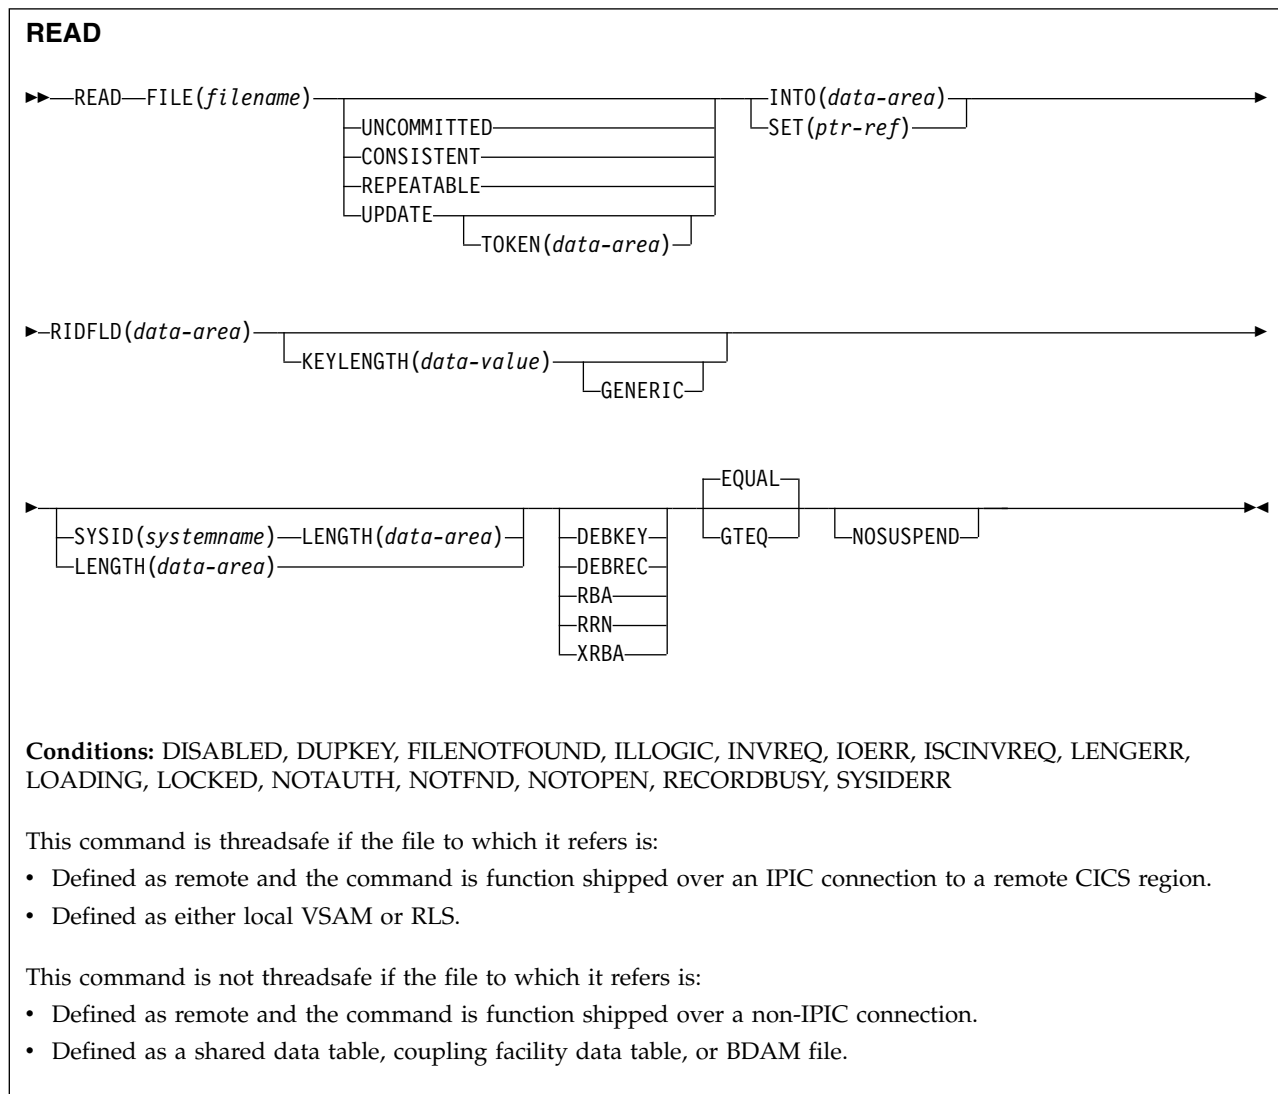 READ
►►—READ—FILE(filename)
UNCOMMITTED
CONSISTENT
REPEATABLE
UPDATE
TOKEN(data-area)
INTO(data-area)
SET(ptr-ref)
►—RIDFLD(data-area)
KEYLENGTH(data-value)
GENERIC
SYSID(systemname)—LENGTH(data-area)
LENGTH(data-area)
DEBKEY
DEBREC
RBA
RRN
XRBA
EQUAL
GTEQ
NOSUSPEND
Conditions: DISABLED, DUPKEY, FILENOTFOUND, ILLOGIC, INVREQ, IOERR, ISCINVREQ, LENGERR,
LOADING, LOCKED, NOTAUTH, NOTFND, NOTOPEN, RECORDBUSY, SYSIDERR
This command is threadsafe if the file to which it refers is:
• Defined as remote and the command is function shipped over an IPIC connection to a remote CICS region.
• Defined as either local VSAM or RLS.
This command is not threadsafe if the file to which it refers is:
• Defined as remote and the command is function shipped over a non-IPIC connection.
• Defined as a shared data table, coupling facility data table, or BDAM file.